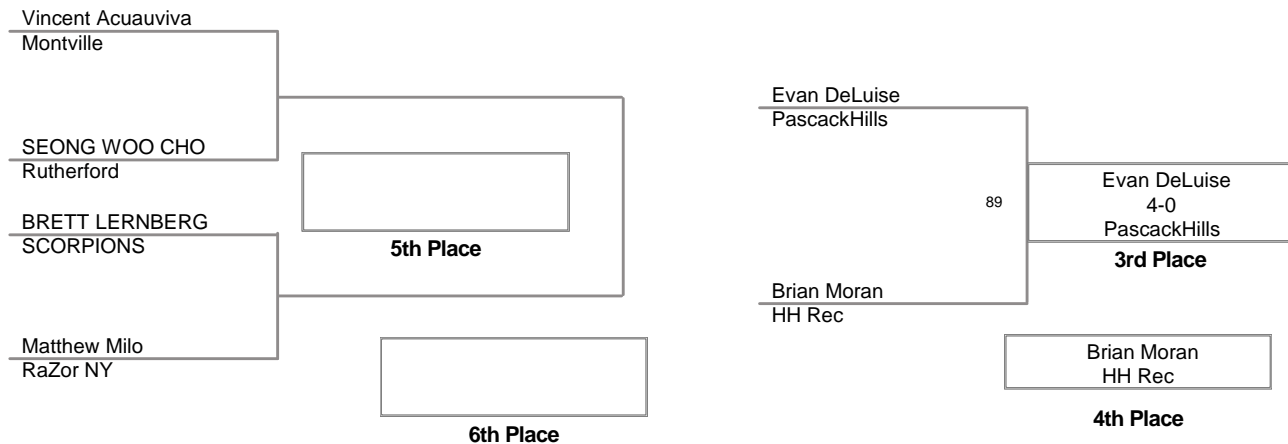 Vincent Acuauviva
Montville
SEONG WOO CHO
Rutherford
BRETT LERNBERG
SCORPIONS
Matthew Milo
RaZor NY
5th Place
6th Place
Evan DeLuise
PascackHills
89
Brian Moran
HH Rec
Evan DeLuise
4-0
PascackHills
3rd Place
Brian Moran
HH Rec
4th Place